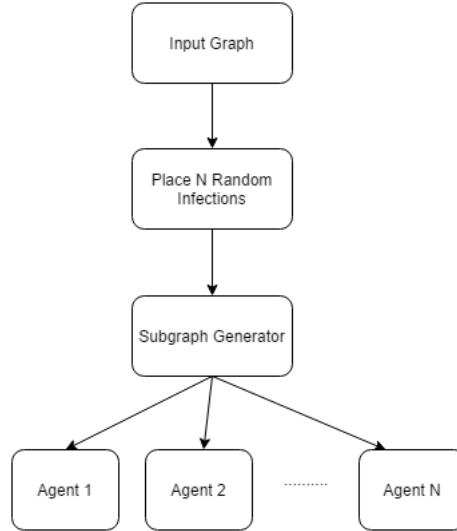 Input Graph
Place N Random
Infections
Subgraph Generator
Agent 1
Agent 2
..........
Agent N